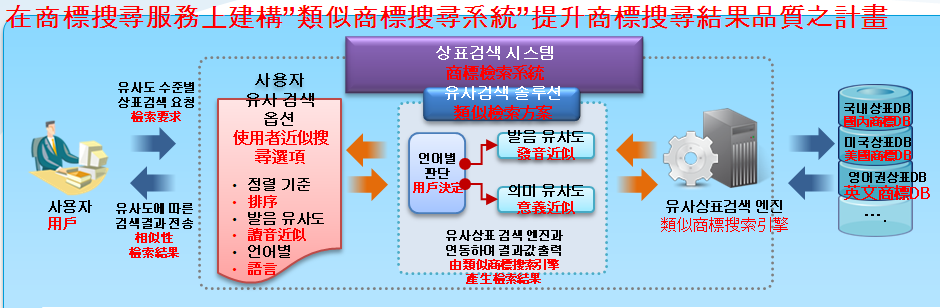 在商標搜尋服務上建構”類似商標搜尋系統”提升商標搜尋結果品質之計畫
상표검색 시스템
商標檢索系統
유사검색 솔루션
類似檢索方案
유사도 수준별
상표검색 요청
檢索要求
사용자
用戶
유사도에 따른
검색결과 전송
相似性
檢索結果
사용자
유사 검색
옵션
使用者近似搜
尋選項
• 정렬 기준
• 排序
• 발음 유사도
• 讀音近似
• 언어별
• 語言
언어별
판단
用戶決定
발음 유사도
發音近似
의미 유사도
意義近似
유사상표 검색 엔진과
연동하여 결과값 출력
由類似商標搜索引擎
產生檢索結果
유사상표검색 엔진
類似商標搜索引擎
국내상표DB
國內商標DB
미국상표DB
美國商標DB
영어권상표DB
英文商標DB
….